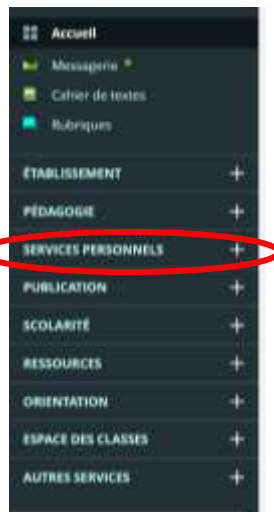 Accueil
Messagerie *
Cahier de textes
Rubriques
ÉTABLISSEMENT +
PÉDAGOGIE +
SERVICES PERSONNELS +
PUBLICATION +
SCOLARITÉ +
RESSOURCES +
ORIENTATION +
ESPACE DES CLASSES +
AUTRES SERVICES +